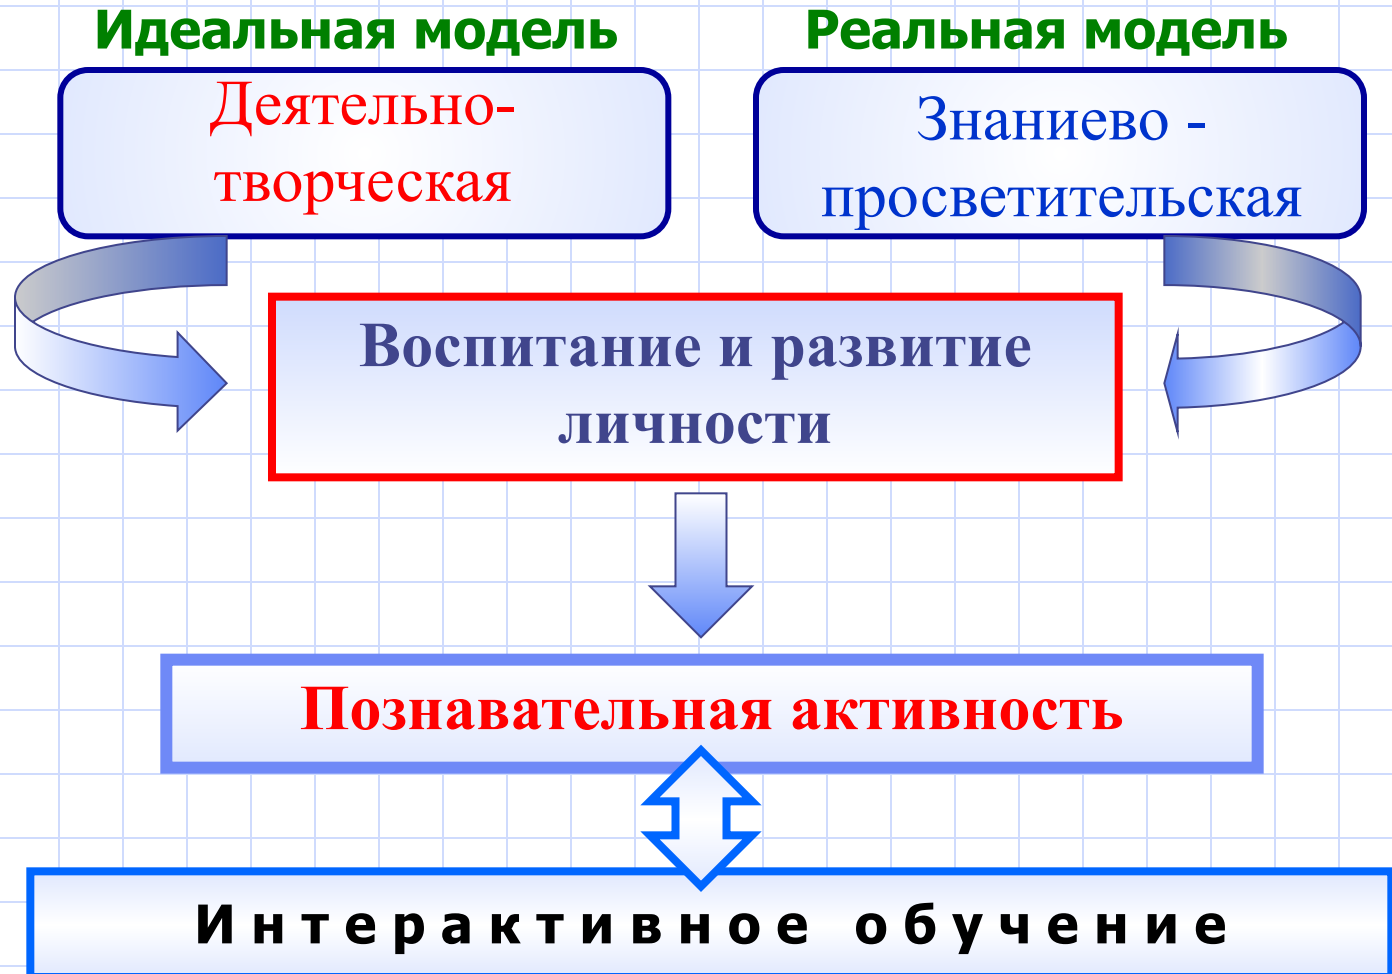 Идеальная модель
Реальная модель
Деятельно-
творческая
Знаниево -
просветительская
Воспитание и развитие
личности
Познавательная активность
Интерактивное обучение